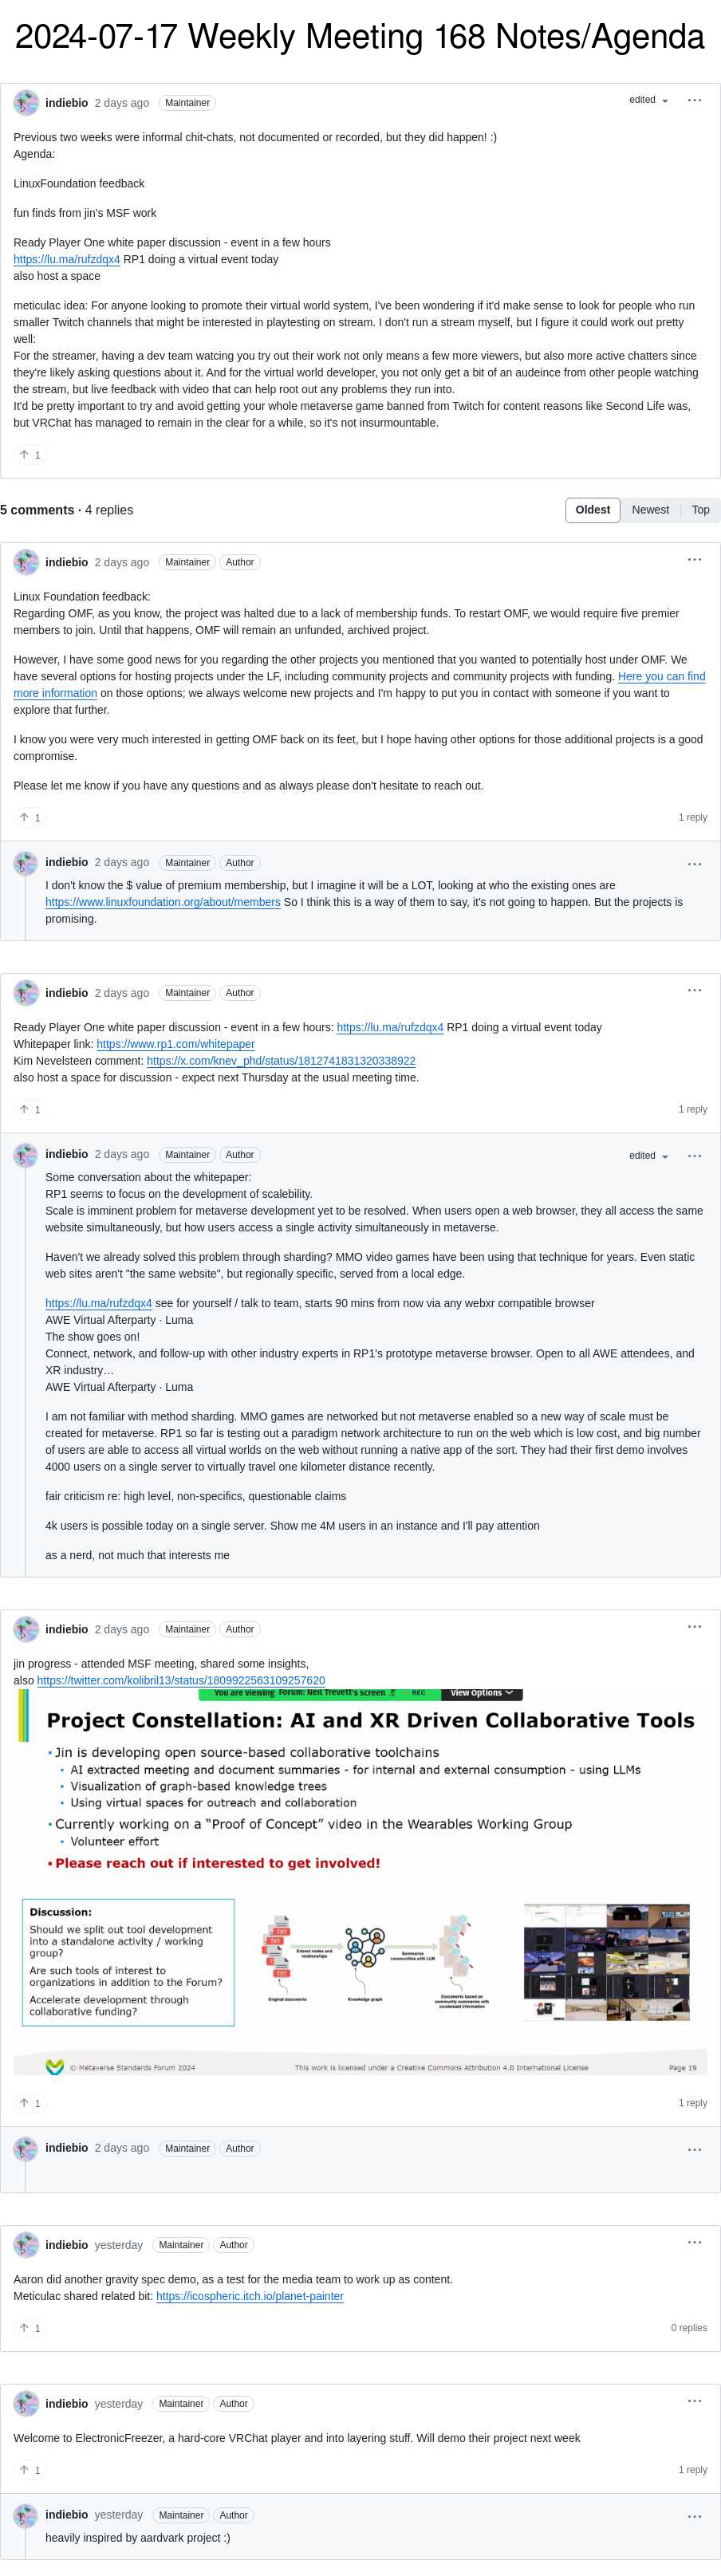 2024-07-17 Weekly Meeting 168 Notes/Agenda
indiebio 2 days ago Maintainer edited
Previous two weeks were informal chit-chats, not documented or recorded, but they did happen! :)
Agenda:
LinuxFoundation feedback
fun finds from jin's MSF work
Ready Player One white paper discussion - event in a few hours
https://lu.ma/rufzdqx4 RP1 doing a virtual event today
also host a space
meticulac idea: For anyone looking to promote their virtual world system, I've been wondering if it'd make sense to look for people who run
smaller Twitch channels that might be interested in playtesting on stream. I don't run a stream myself, but I figure it could work out pretty
well:
For the streamer, having a dev team watcing you try out their work not only means a few more viewers, but also more active chatters since
they're likely asking questions about it. And for the virtual world developer, you not only get a bit of an audeince from other people watching
the stream, but live feedback with video that can help root out any problems they run into.
It'd be pretty important to try and avoid getting your whole metaverse game banned from Twitch for content reasons like Second Life was,
but VRChat has managed to remain in the clear for a while, so it's not insurmountable.
1
5 comments · 4 replies
Oldest Newest Top
indiebio 2 days ago Maintainer Author
Linux Foundation feedback:
Regarding OMF, as you know, the project was halted due to a lack of membership funds. To restart OMF, we would require five premier
members to join. Until that happens, OMF will remain an unfunded, archived project.
However, I have some good news for you regarding the other projects you mentioned that you wanted to potentially host under OMF. We
have several options for hosting projects under the LF, including community projects and community projects with funding. Here you can find
more information on those options; we always welcome new projects and I'm happy to put you in contact with someone if you want to
explore that further.
I know you were very much interested in getting OMF back on its feet, but I hope having other options for those additional projects is a good
compromise.
Please let me know if you have any questions and as always please don't hesitate to reach out.
1 1 reply
indiebio 2 days ago Maintainer Author
I don't know the $ value of premium membership, but I imagine it will be a LOT, looking at who the existing ones are
https://www.linuxfoundation.org/about/members So I think this is a way of them to say, it's not going to happen. But the projects is
promising.
indiebio 2 days ago Maintainer Author
Ready Player One white paper discussion - event in a few hours: https://lu.ma/rufzdqx4 RP1 doing a virtual event today
Whitepaper link: https://www.rp1.com/whitepaper
Kim Nevelsteen comment: https://x.com/knev_phd/status/1812741831320338922
also host a space for discussion - expect next Thursday at the usual meeting time.
1 1 reply
indiebio 2 days ago Maintainer Author edited
Some conversation about the whitepaper:
RP1 seems to focus on the development of scalebility.
Scale is imminent problem for metaverse development yet to be resolved. When users open a web browser, they all access the same
website simultaneously, but how users access a single activity simultaneously in metaverse.
Haven't we already solved this problem through sharding? MMO video games have been using that technique for years. Even static
web sites aren't "the same website", but regionally specific, served from a local edge.
https://lu.ma/rufzdqx4 see for yourself / talk to team, starts 90 mins from now via any webxr compatible browser
AWE Virtual Afterparty · Luma
The show goes on!
Connect, network, and follow-up with other industry experts in RP1's prototype metaverse browser. Open to all AWE attendees, and
XR industry…
AWE Virtual Afterparty · Luma
I am not familiar with method sharding. MMO games are networked but not metaverse enabled so a new way of scale must be
created for metaverse. RP1 so far is testing out a paradigm network architecture to run on the web which is low cost, and big number
of users are able to access all virtual worlds on the web without running a native app of the sort. They had their first demo involves
4000 users on a single server to virtually travel one kilometer distance recently.
fair criticism re: high level, non-specifics, questionable claims
4k users is possible today on a single server. Show me 4M users in an instance and I'll pay attention
as a nerd, not much that interests me
indiebio 2 days ago Maintainer Author
jin progress - attended MSF meeting, shared some insights,
also https://twitter.com/kolibril13/status/1809922563109257620
You are viewing Forum: Neil Trevett's screen REC View Options
Project Constellation: AI and XR Driven Collaborative Tools
• Jin is developing open source-based collaborative toolchains
• AI extracted meeting and document summaries - for internal and external consumption - using LLMs
• Visualization of graph-based knowledge trees
• Using virtual spaces for outreach and collaboration
• Currently working on a "Proof of Concept" video in the Wearables Working Group
• Volunteer effort
• Please reach out if interested to get involved!
Discussion:
Should we split out tool development
into a standalone activity / working
group?
Are such tools of interest to
organizations in addition to the Forum?
Accelerate development through
collaborative funding?
TXT
TXT
TXT
Extract nodes and
relationships
Summarize
communities with LLM
Original documents
Knowledge graph
Documents based on
community summaries with
condensed information
© Metaverse Standards Forum 2024 This work is licensed under a Creative Commons Attribution 4.0 International License Page 19
1 1 reply
indiebio 2 days ago Maintainer Author
indiebio yesterday Maintainer Author
Aaron did another gravity spec demo, as a test for the media team to work up as content.
Meticulac shared related bit: https://icospheric.itch.io/planet-painter
1 0 replies
indiebio yesterday Maintainer Author
Welcome to ElectronicFreezer, a hard-core VRChat player and into layering stuff. Will demo their project next week
1 1 reply
indiebio yesterday Maintainer Author
heavily inspired by aardvark project :)